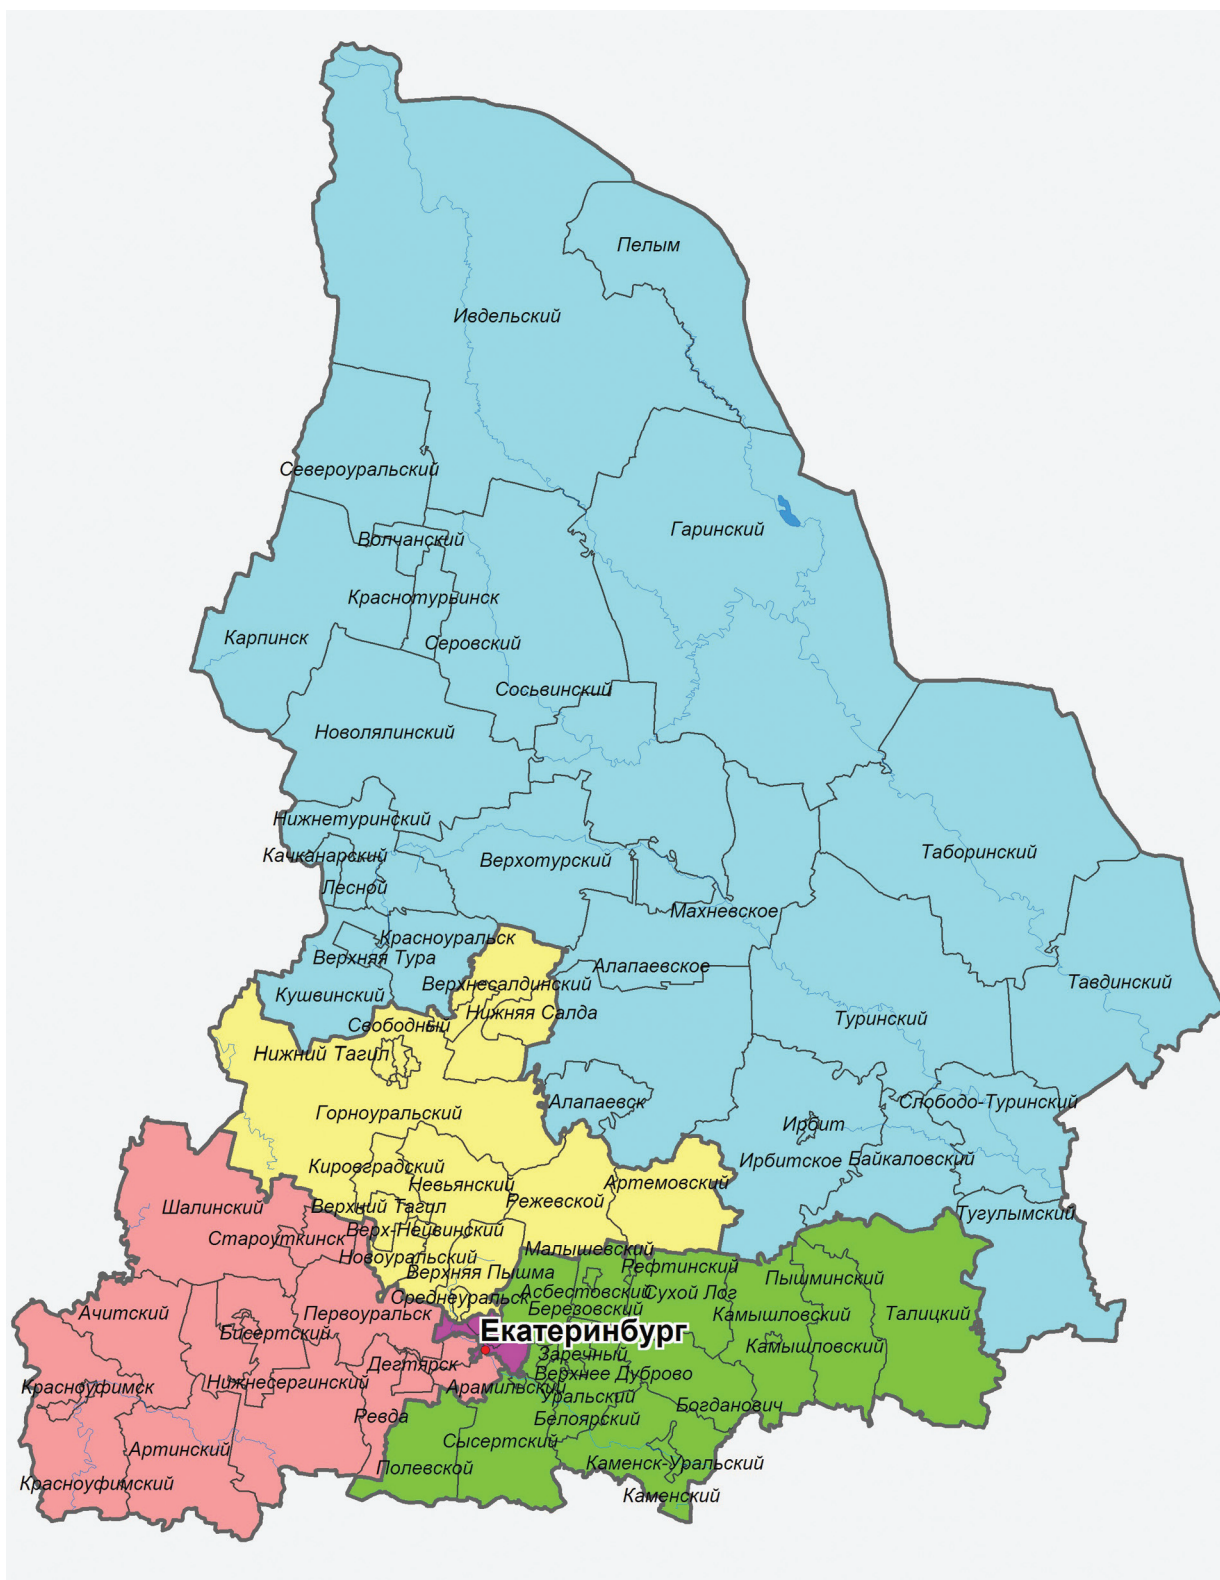 Пелым
Ивдельский
Североуральский
Гаринский
Волчанский
Краснотурьинск
Карпинск
Серовский
Сосьвинский
Новолялинский
Нижнетуринский
Качканарский
Верхотурский
Таборинский
Лесной
Махневское
Красноуральск
Верхняя Тура
Алапаевское
Верхнесалдинский
Тавдинский
Кушвинский
Нижняя Салда
Туринский
Свободный
Нижний Тагил
Алапаевск
Слободо-Туринский
Горноуральский
Ирбит
Ирбитское
Байкаловский
Кировградский
Невьянский
Артемовский
Режевской
Шалинский
Верхний Тагил
Тугулымский
Верх-Нейвинский
Староуткинск
Малышевский
Новоуральский
Рефтинский
Верхняя Пышма
Пышминский
Асбестовский
Сухой Лог
Среднеуральск
Березовский
Ачитский
Первоуральск
Камышловский
Талицкий
Бисертский
Екатеринбург
Камышловский
Заречный
Дегтярск
Верхнее Дуброво
Красноуфимск
Нижнесергинский
Арамильский
Уральский
Богданович
Ревда
Белоярский
Сысертский
Артинский
Каменск-Уральский
Полевской
Красноуфимский
Каменский